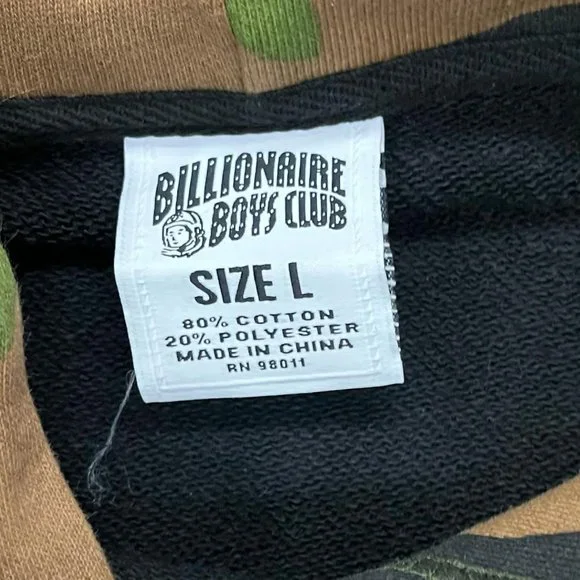 BILLIONAIRE
BOYS CLUB
SIZE L
80% COTTON
20% POLYESTER
MADE IN CHINA
RN 98011